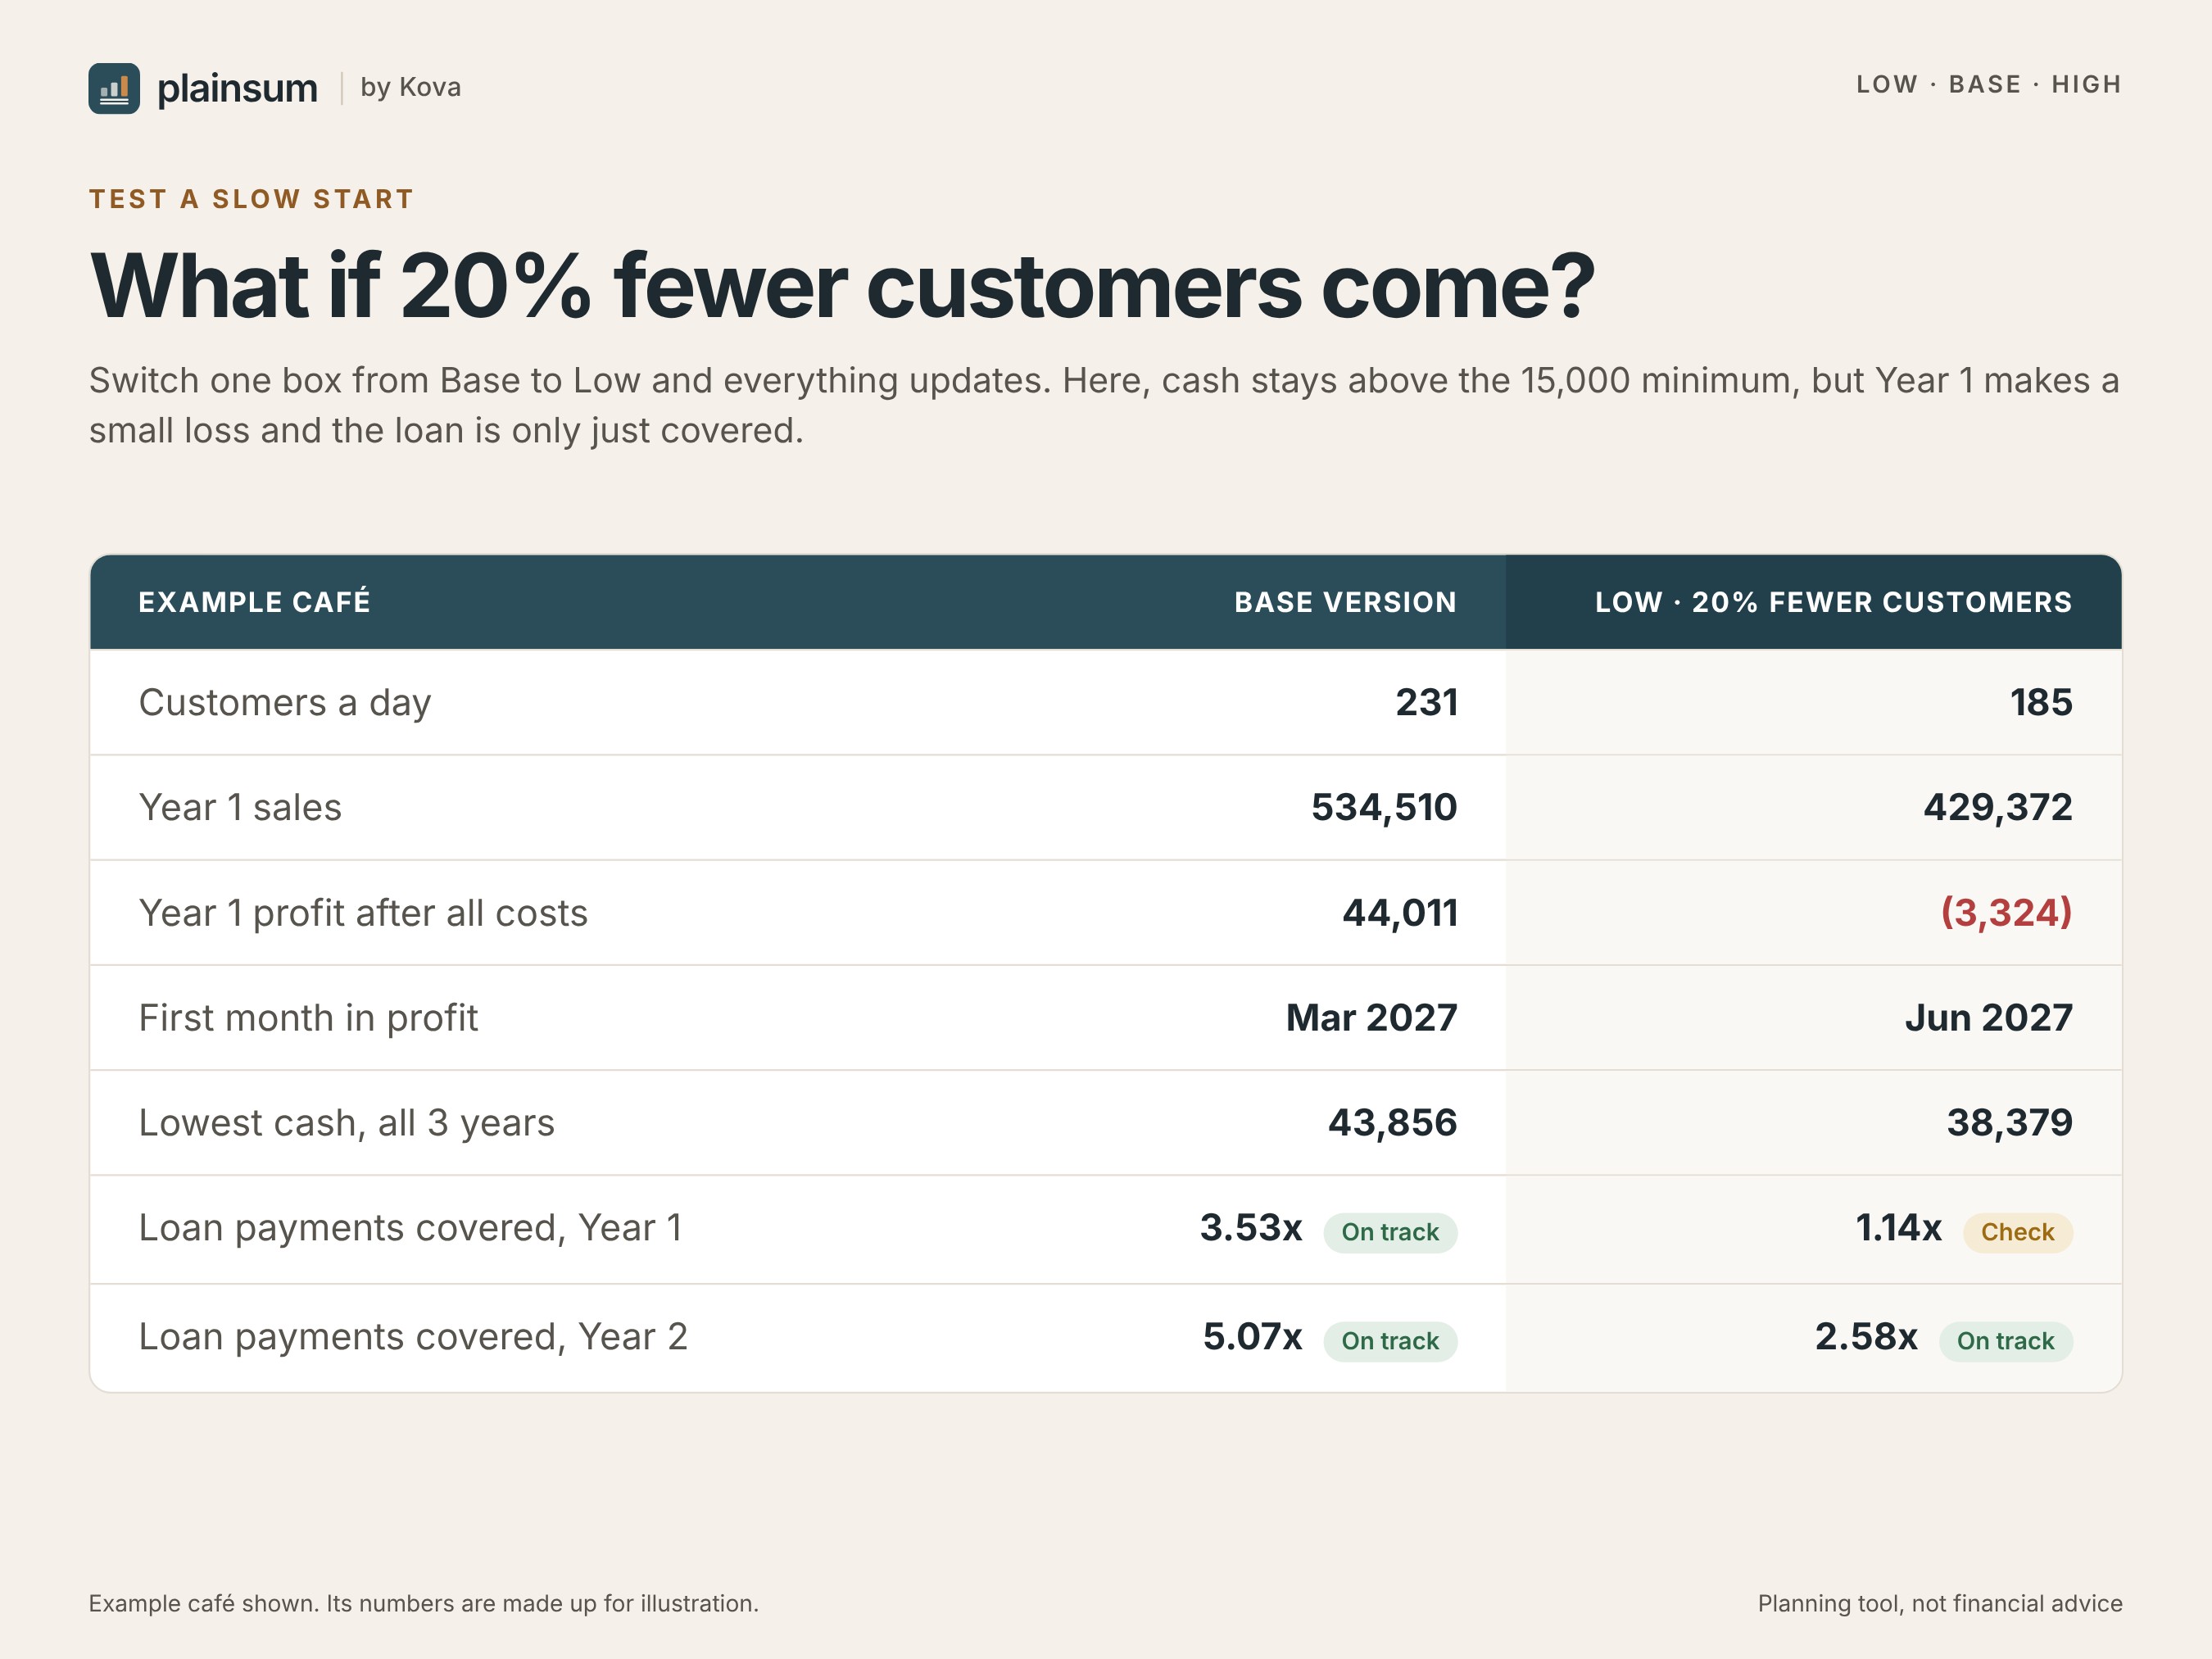 plainsum by Kova
LOW · BASE · HIGH
TEST A SLOW START
What if 20% fewer customers come?
Switch one box from Base to Low and everything updates. Here, cash stays above the 15,000 minimum, but Year 1 makes a
small loss and the loan is only just covered.
EXAMPLE CAFÉ BASE VERSION LOW · 20% FEWER CUSTOMERS
Customers a day 231 185
Year 1 sales 534,510 429,372
Year 1 profit after all costs 44,011 (3,324)
First month in profit Mar 2027 Jun 2027
Lowest cash, all 3 years 43,856 38,379
Loan payments covered, Year 1 3.53x On track 1.14x Check
Loan payments covered, Year 2 5.07x On track 2.58x On track
Example café shown. Its numbers are made up for illustration.
Planning tool, not financial advice